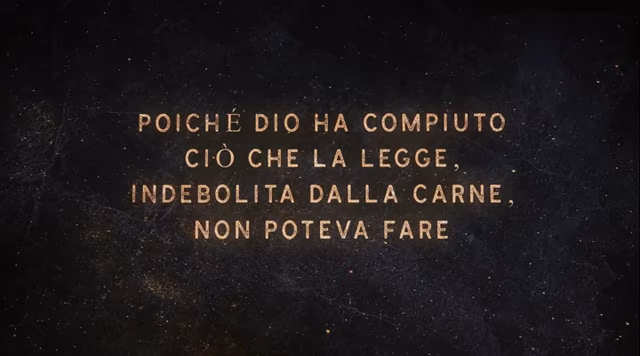 POICHÉ DIO HA COMPIUTO
CIÒ CHE LA LEGGE,
INDEBOLITA DALLA CARNE,
NON POTEVA FARE